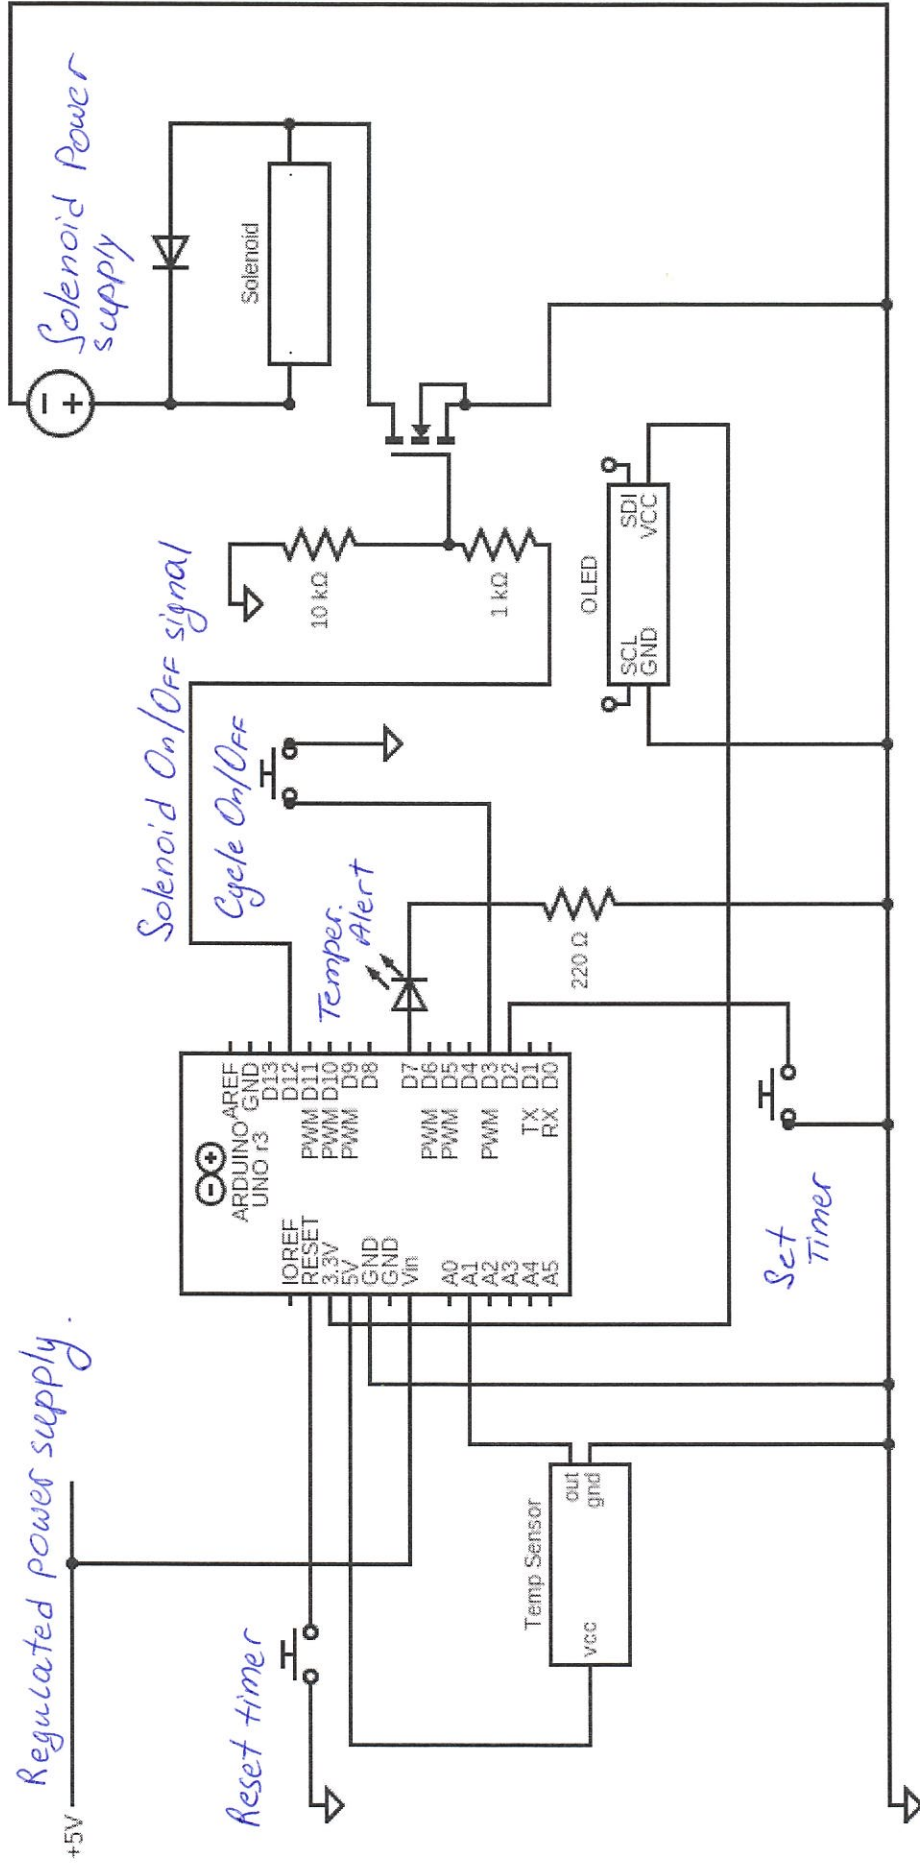 Regulated power supply.
+5V
Reset timer
Temp Sensor
vcc
out
gnd
ARDUINO
UNO r3
IOREF
RESET
3.3V
5V
GND
GND
Vin
A0
A1
A2
A3
A4
A5
AREF
GND
D13
D12
PWM D11
PWM D10
PWM D9
D8
D7
PWM D6
PWM D5
D4
PWM D3
D2
TX D1
RX D0
Set
Timer
Temper.
Alert
220 Ω
Cycle On/OFF
Solenoid On/OFF signal
10 kΩ
1 kΩ
OLED
SCL
GND
SDI
VCC
Solenoid Power
supply
Solenoid